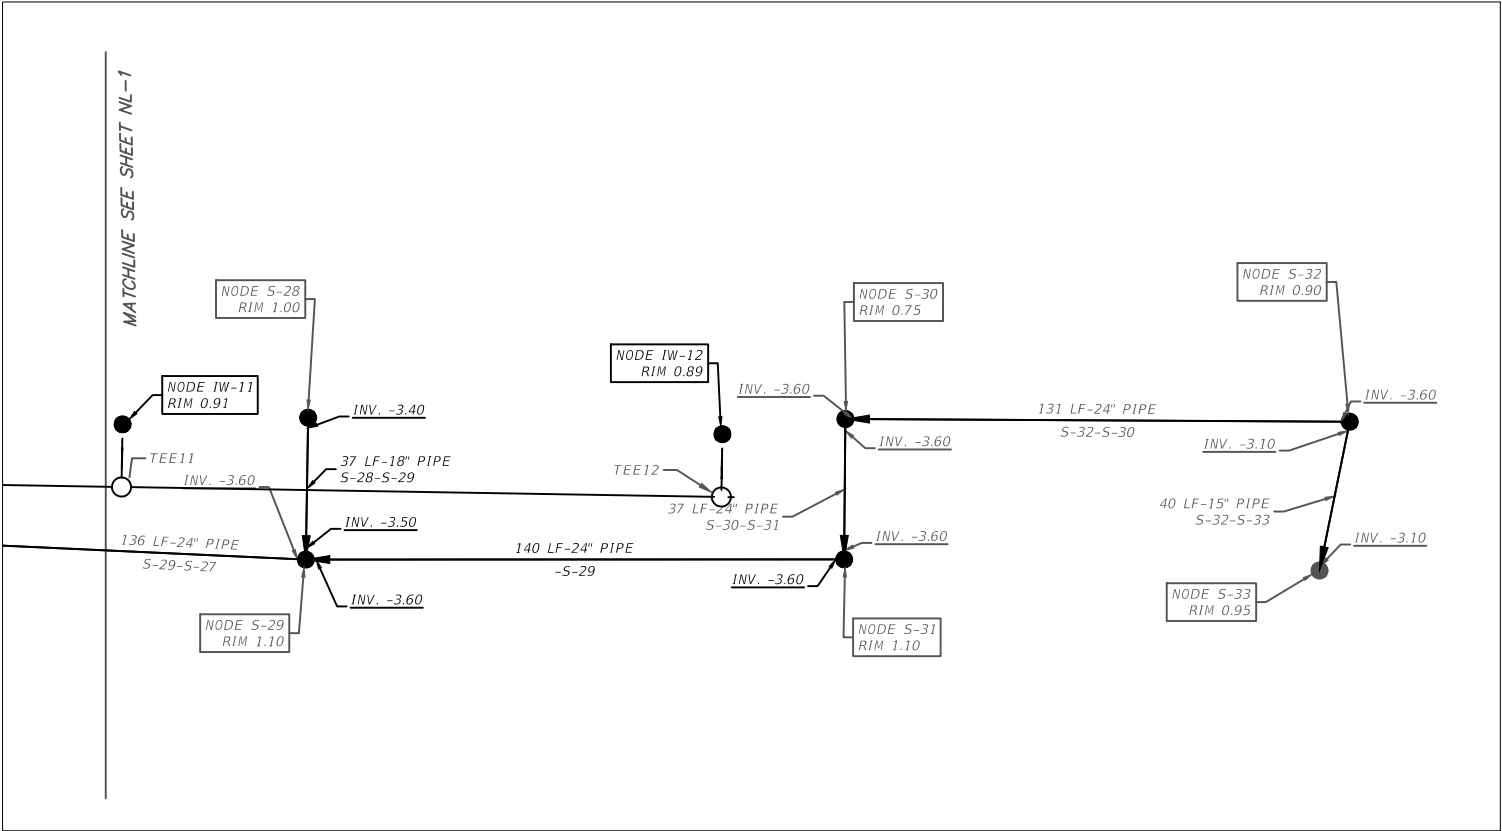 MATCHLINE SEE SHEET NL-1
NODE S-28
RIM 1.00
NODE IW-11
RIM 0.91
INV. -3.40
TEE11
INV. -3.60
37 LF-18" PIPE
S-28-S-29
INV. -3.50
136 LF-24" PIPE
S-29-S-27
INV. -3.60
NODE S-29
RIM 1.10
NODE IW-12
RIM 0.89
TEE12
140 LF-24" PIPE
-S-29
NODE S-30
RIM 0.75
INV. -3.60
INV. -3.60
37 LF-24" PIPE
S-30-S-31
INV. -3.60
INV. -3.60
NODE S-31
RIM 1.10
131 LF-24" PIPE
S-32-S-30
NODE S-32
RIM 0.90
INV. -3.60
INV. -3.10
40 LF-15" PIPE
S-32-S-33
INV. -3.10
NODE S-33
RIM 0.95